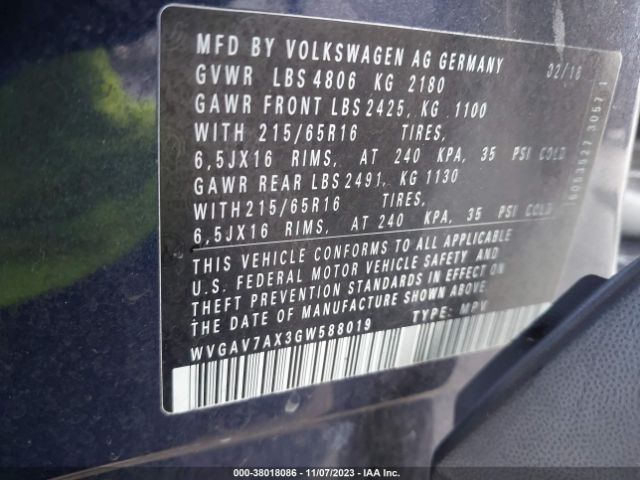 MFD BY VOLKSWAGEN AG GERMANY 02/16
GVWR LBS 4806 KG 2180
GAWR FRONT LBS 2425, KG 1100
WITH 215/65R16 TIRES,
6,5JX16 RIMS, AT 240 KPA, 35 PSI COLD
GAWR REAR LBS 2491, KG 1130
WITH 215/65R16 TIRES,
6,5JX16 RIMS, AT 240 KPA, 35 PSI COLD
THIS VEHICLE CONFORMS TO ALL APPLICABLE
U.S. FEDERAL MOTOR VEHICLE SAFETY AND
THEFT PREVENTION STANDARDS IN EFFECT ON
THE DATE OF MANUFACTURE SHOWN ABOVE.
WVGAV7AX3GW588019 TYPE: MPV
000-38018086 - 11/07/2023 - IAA Inc.